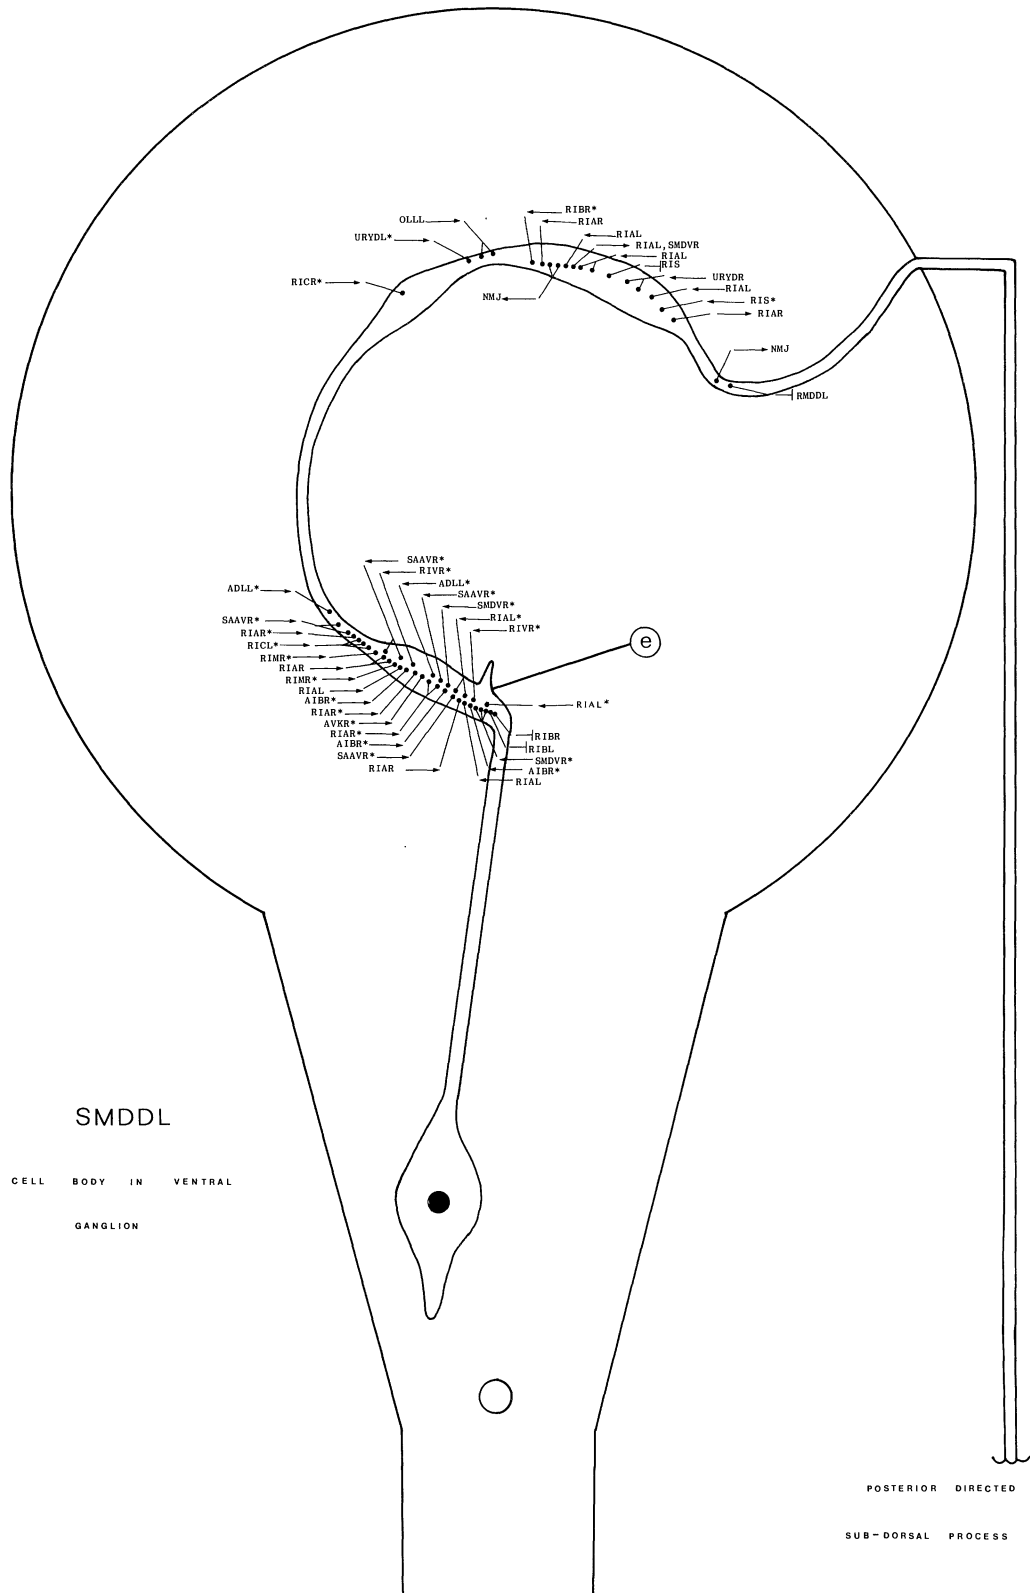 RIBR*
OLLL
RIAR
URYDL*
RIAL
RIAL,SMDVR
RIAL
RIS
RICR*
URYDR
RIAL
NMJ
RIS*
RIAR
NMJ
RMDDL
SAAVR*
RIVR*
ADLL*
ADLL*
SAAVR*
SMDVR*
SAAVR*
RIAL*
RIVR*
RIAR*
RICL*
e
RIMR*
RIAR
RIMR*
RIAL
AIBR*
RIAL*
RIAR*
AVKR*
RIAR*
RIBR
AIBR*
RIBL
SAAVR*
SMDVR*
RIAR
AIBR*
RIAL
SMDDL
CELL BODY IN VENTRAL
GANGLION
POSTERIOR DIRECTED
SUB-DORSAL PROCESS